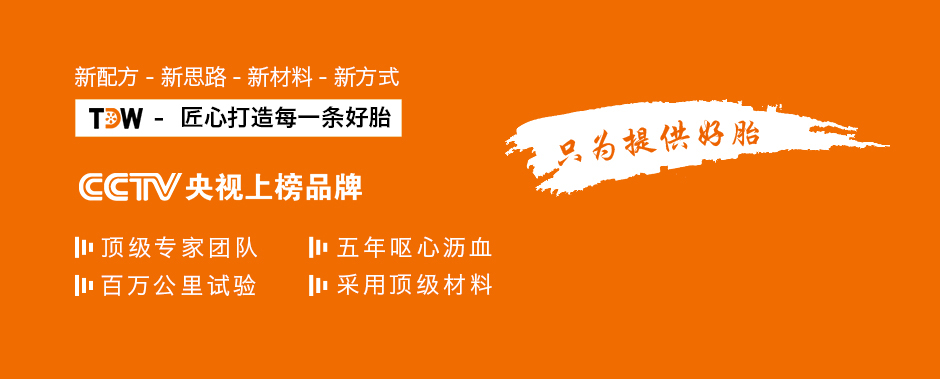 新配方 - 新思路 - 新材料 - 新方式
TDW - 匠心打造每一条好胎
只为提供好胎
CCTV 央视上榜品牌
顶级专家团队
五年呕心沥血
百万公里试验
采用顶级材料